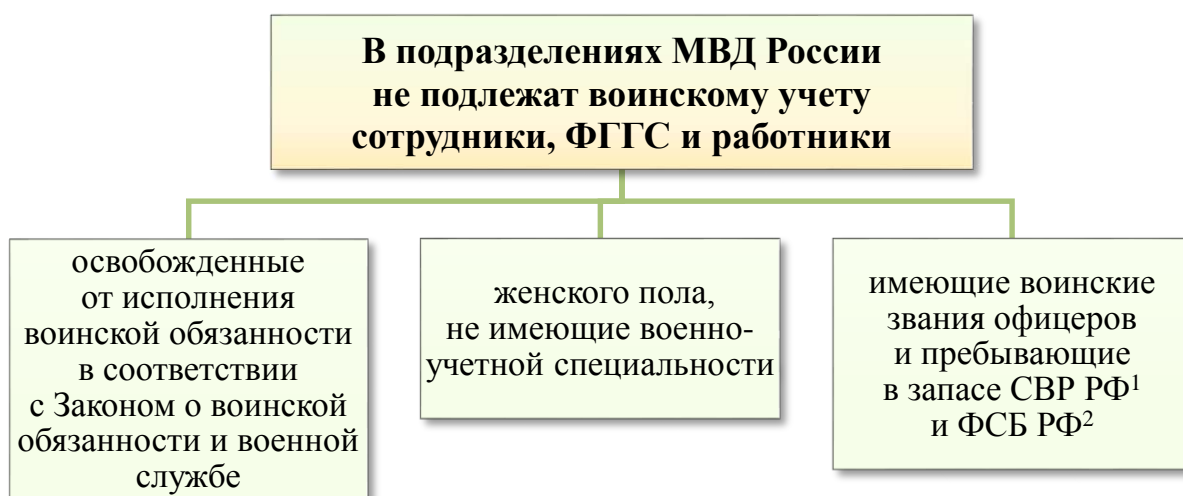 В подразделениях МВД России
не подлежат воинскому учету
сотрудники, ФГГС и работники
освобожденные
от исполнения
воинской обязанности
в соответствии
с Законом о воинской
обязанности и военной
службе
женского пола,
не имеющие военно-
учетной специальности
имеющие воинские
звания офицеров
и пребывающие
в запасе СВР РФ¹
и ФСБ РФ²